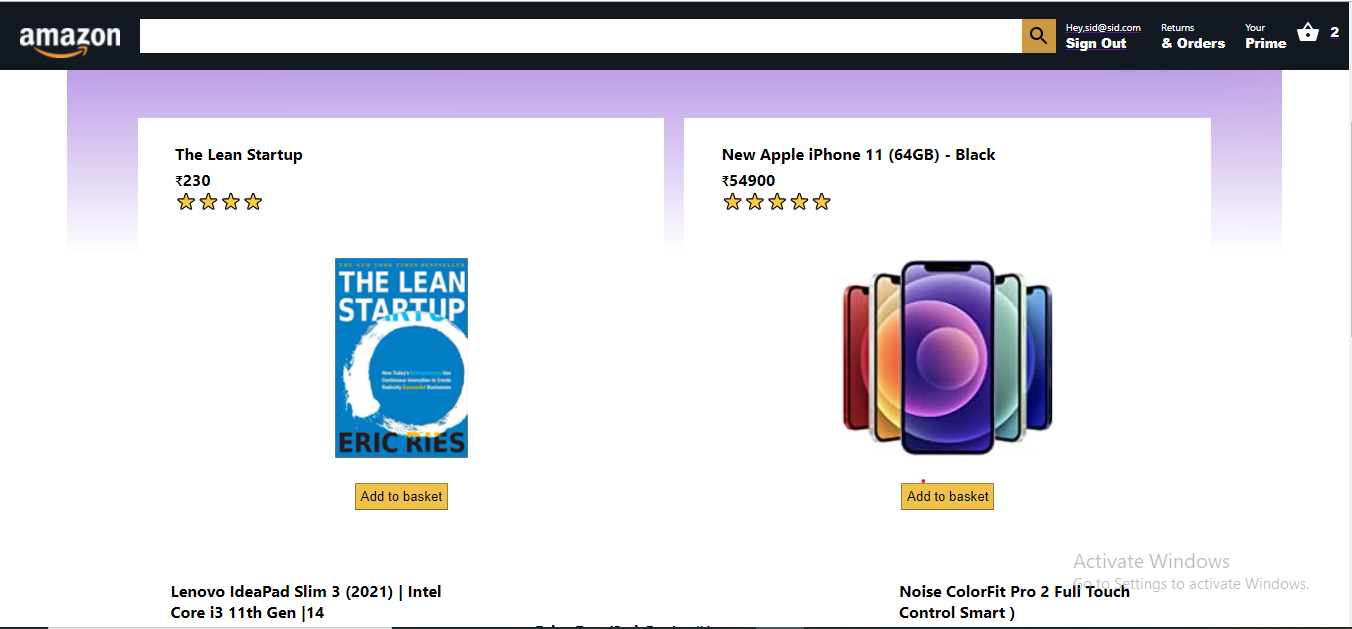 amazon
Hey,sid@sid.com
Sign Out
Returns
& Orders
Your
Prime
2
The Lean Startup
₹230
New Apple iPhone 11 (64GB) - Black
₹54900
THE NEW YORK TIMES BESTSELLER
THE LEAN
STARTUP
How Today's Entrepreneurs Use
Continuous Innovation to Create
Radically Successful Businesses
ERIC RIES
Add to basket
Add to basket
Activate Windows
Go to Settings to activate Windows.
Lenovo IdeaPad Slim 3 (2021) | Intel
Core i3 11th Gen |14
Noise ColorFit Pro 2 Full Touch
Control Smart )